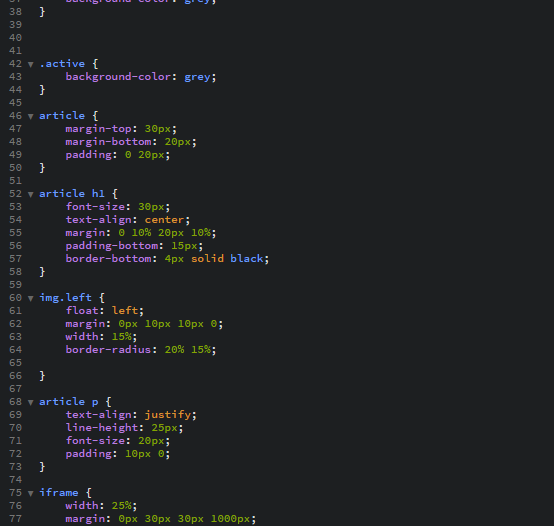 37 background-color: grey;
38 }
39
40
41
42 ▼ .active {
43 background-color: grey;
44 }
45
46 ▼ article {
47 margin-top: 30px;
48 margin-bottom: 20px;
49 padding: 0 20px;
50 }
51
52 ▼ article h1 {
53 font-size: 30px;
54 text-align: center;
55 margin: 0 10% 20px 10%;
56 padding-bottom: 15px;
57 border-bottom: 4px solid black;
58 }
59
60 ▼ img.left {
61 float: left;
62 margin: 0px 10px 10px 0;
63 width: 15%;
64 border-radius: 20% 15%;
65
66 }
67
68 ▼ article p {
69 text-align: justify;
70 line-height: 25px;
71 font-size: 20px;
72 padding: 10px 0;
73 }
74
75 ▼ iframe {
76 width: 25%;
77 margin: 0px 30px 30px 1000px;